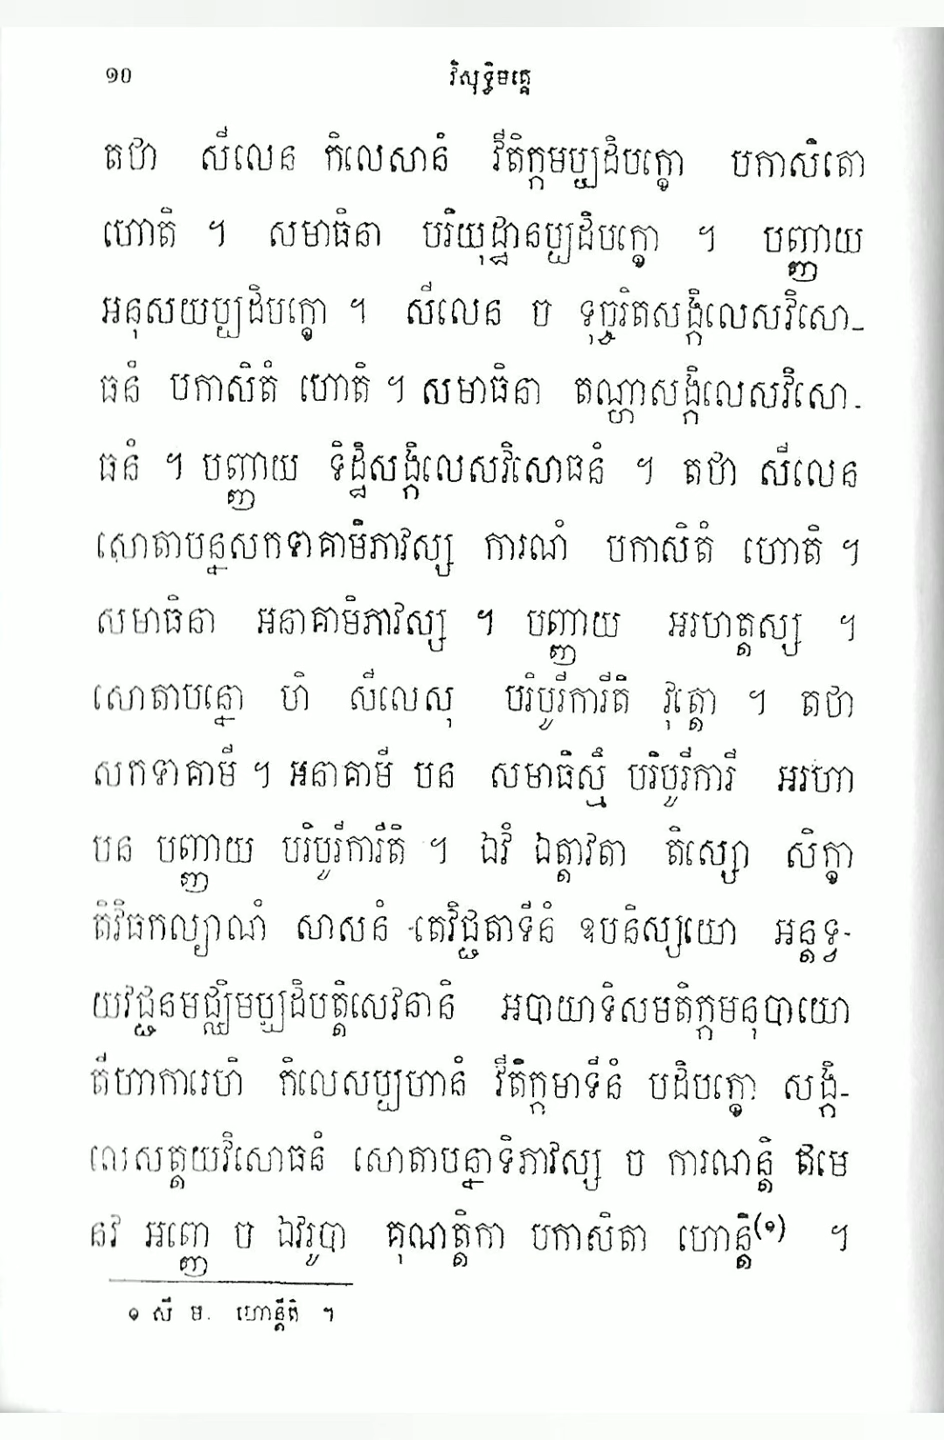 ១០ វិសុទ្ធិមគ្គេ
តថា សីលេន កិលេសានំ វីតិក្កមប្បដិបក្ខោ បកាសិតោ
ហោតិ ។ សមាធិនា បរិយុដ្ឋានប្បដិបក្ខោ ។ បញ្ញាយ
អនុសយប្បដិបក្ខោ ។ សីលេន ច ទុច្ចរិតសង្កិលេសវិសោ-
ធនំ បកាសិតំ ហោតិ ។ សមាធិនា តណ្ហាសង្កិលេសវិសោ-
ធនំ ។ បញ្ញាយ ទិដ្ឋិសង្កិលេសវិសោធនំ ។ តថា សីលេន
សោតាបន្នសកទាគាមិភាវស្ស ការណំ បកាសិតំ ហោតិ ។
សមាធិនា អនាគាមិភាវស្ស ។ បញ្ញាយ អរហត្តស្ស ។
សោតាបន្នោ ហិ សីលេសុ បរិបូរីការីតិ វុត្តោ ។ តថា
សកទាគាមី ។ អនាគាមី បន សមាធិស្មឹ បរិបូរីការី អរហា
បន បញ្ញាយ បរិបូរីការីតិ ។ ឯវំ ឯត្តាវតា តិស្សោ សិក្ខា
តិវិធកល្យាណំ សាសនំ តេវិជ្ជតាទីនំ ឧបនិស្សយោ អន្តទ្វ-
យវជ្ជនមជ្ឈិមប្បដិបត្តិសេវនានិ អបាយាទិសមតិក្កមនុបាយោ
តីហាការេហិ កិលេសប្បហានំ វីតិក្កមាទីនំ បដិបក្ខោ សង្កិ-
លេសត្តយវិសោធនំ សោតាបន្នាទិភាវស្ស ច ការណន្តិ ឥមេ
នវ អញ្ញេ ច ឯវរូបា គុណត្តិកា បកាសិតា ហោន្តិ(១) ។
១ សី ម. ហោន្តីតិ ។